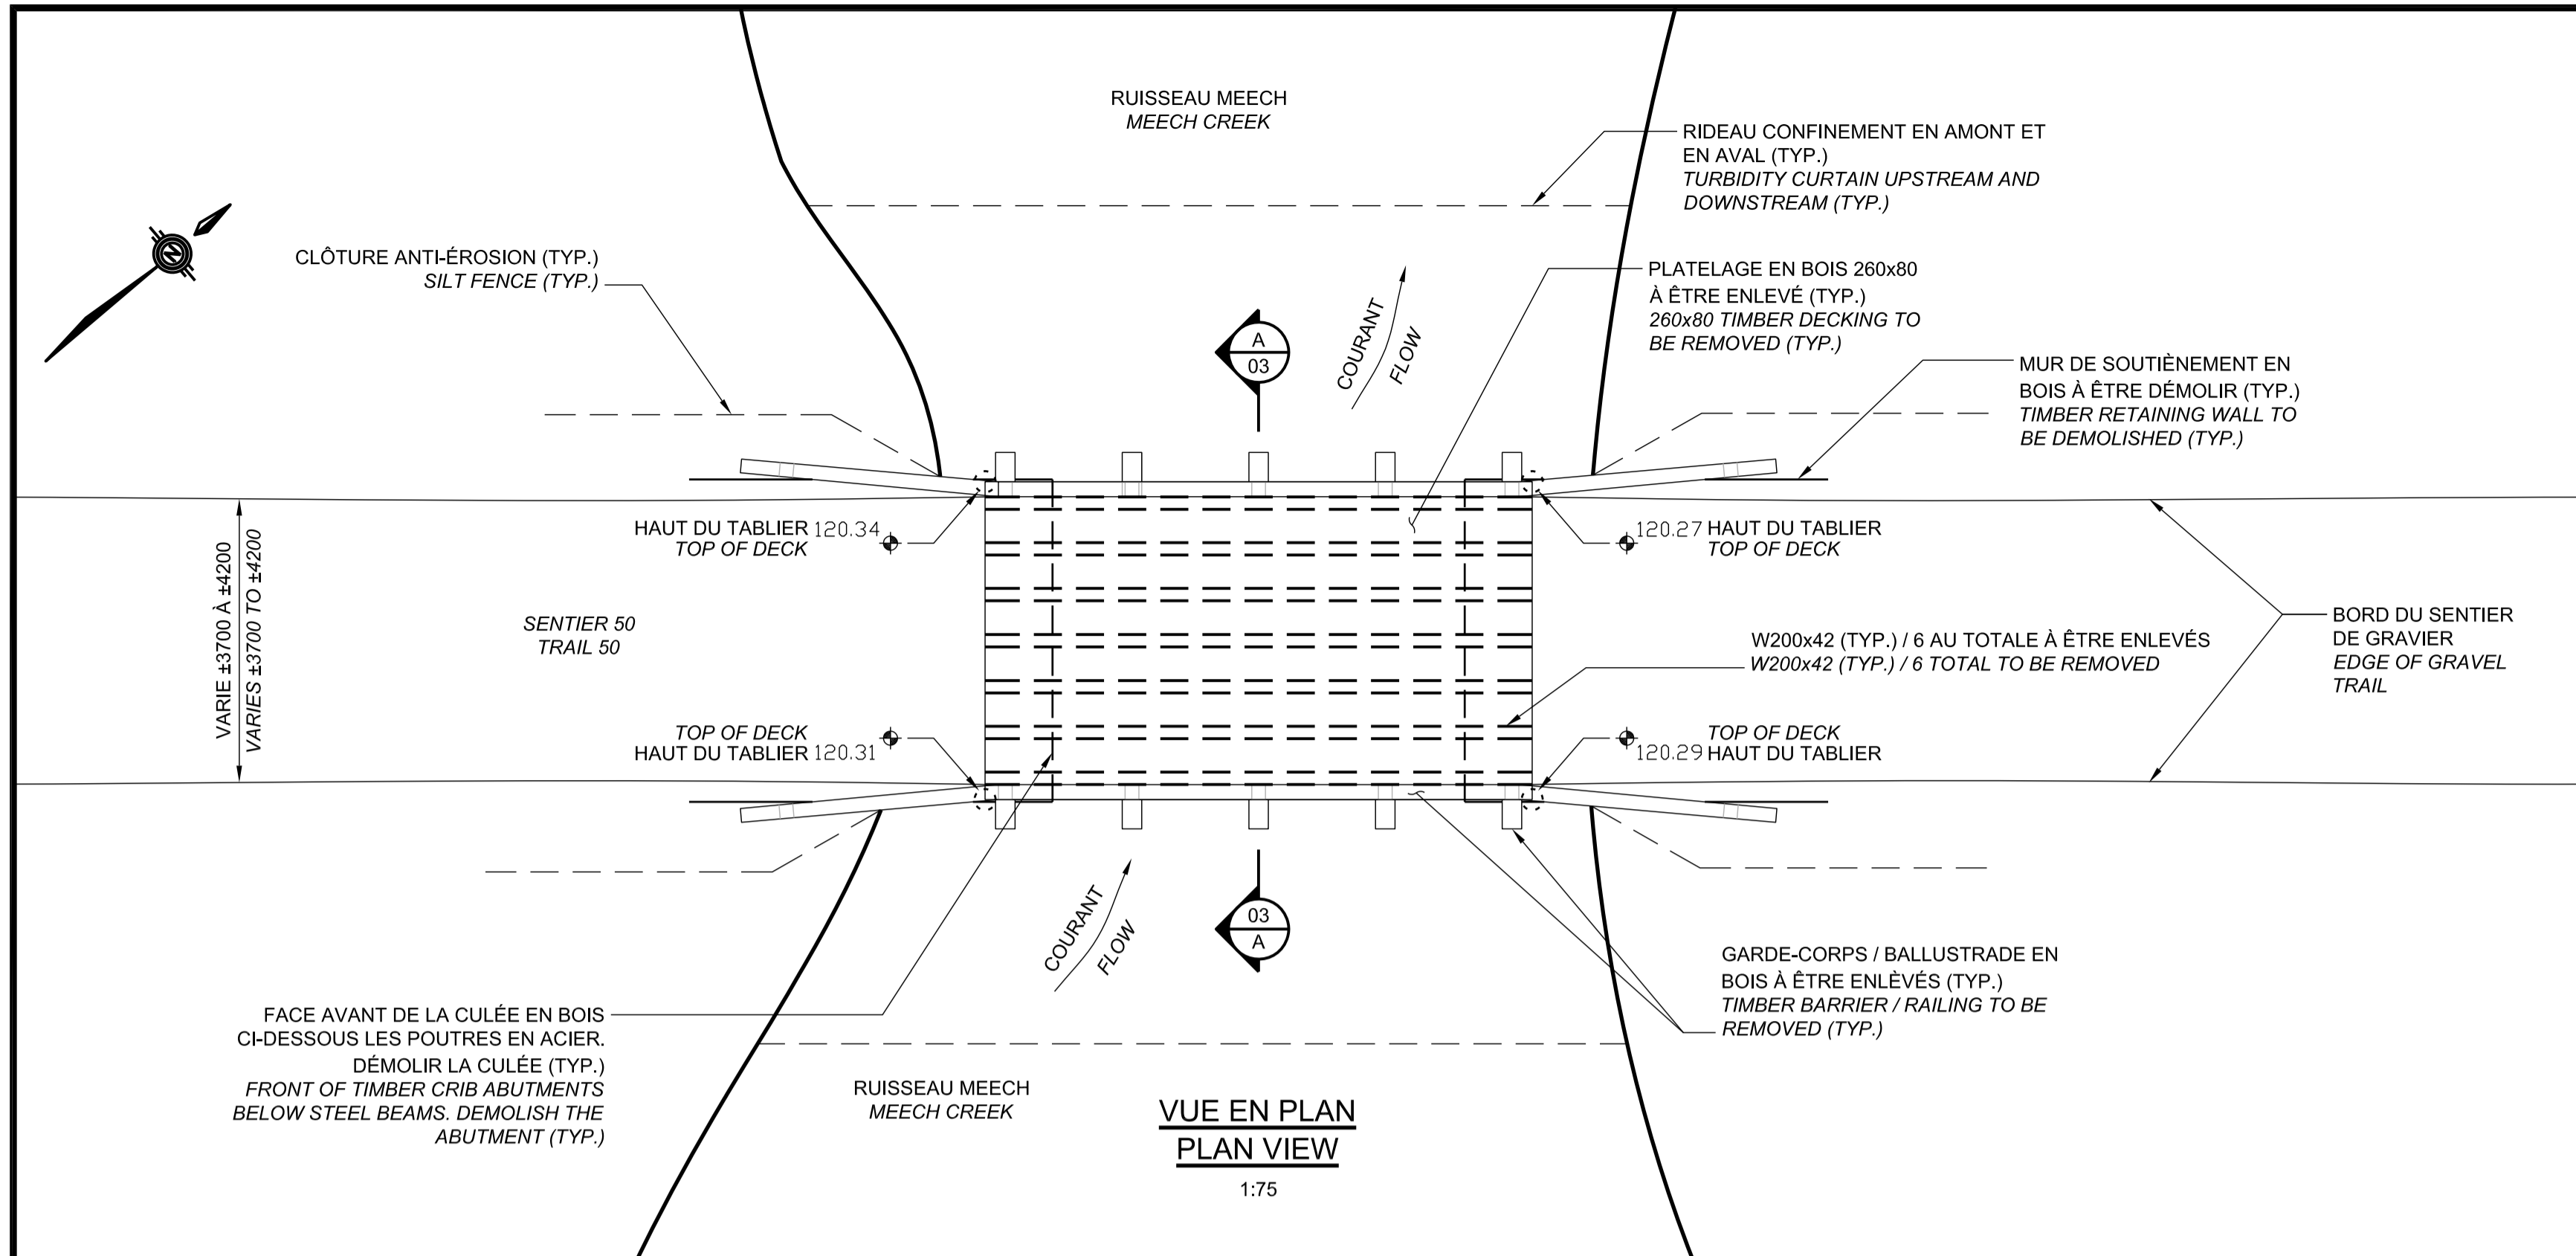 RUISSEAU MEECH
MEECH CREEK
RIDEAU CONFINEMENT EN AMONT ET
EN AVAL (TYP.)
TURBIDITY CURTAIN UPSTREAM AND
DOWNSTREAM (TYP.)
N
CLÔTURE ANTI-ÉROSION (TYP.)
SILT FENCE (TYP.)
PLATELAGE EN BOIS 260x80
À ÊTRE ENLEVÉ (TYP.)
260x80 TIMBER DECKING TO
BE REMOVED (TYP.)
A
03
COURANT
FLOW
MUR DE SOUTIÈNEMENT EN
BOIS À ÊTRE DÉMOLIR (TYP.)
TIMBER RETAINING WALL TO
BE DEMOLISHED (TYP.)
HAUT DU TABLIER 120.34
TOP OF DECK
120.27 HAUT DU TABLIER
TOP OF DECK
VARIE ±3700 À ±4200
VARIES ±3700 TO ±4200
SENTIER 50
TRAIL 50
W200x42 (TYP.) / 6 AU TOTALE À ÊTRE ENLEVÉS
W200x42 (TYP.) / 6 TOTAL TO BE REMOVED
BORD DU SENTIER
DE GRAVIER
EDGE OF GRAVEL
TRAIL
TOP OF DECK
HAUT DU TABLIER 120.31
TOP OF DECK
120.29 HAUT DU TABLIER
COURANT
FLOW
03
A
GARDE-CORPS / BALLUSTRADE EN
BOIS À ÊTRE ENLÈVÉS (TYP.)
TIMBER BARRIER / RAILING TO BE
REMOVED (TYP.)
FACE AVANT DE LA CULÉE EN BOIS
CI-DESSOUS LES POUTRES EN ACIER.
DÉMOLIR LA CULÉE (TYP.)
FRONT OF TIMBER CRIB ABUTMENTS
BELOW STEEL BEAMS. DEMOLISH THE
ABUTMENT (TYP.)
RUISSEAU MEECH
MEECH CREEK
VUE EN PLAN
PLAN VIEW
1:75